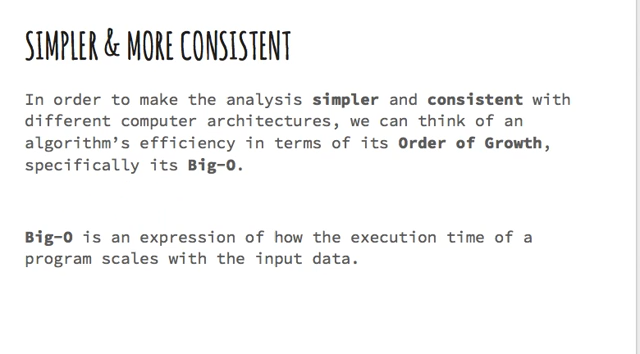 SIMPLER & MORE CONSISTENT
In order to make the analysis simpler and consistent with
different computer architectures, we can think of an
algorithm’s efficiency in terms of its Order of Growth,
specifically its Big-O.
Big-O is an expression of how the execution time of a
program scales with the input data.